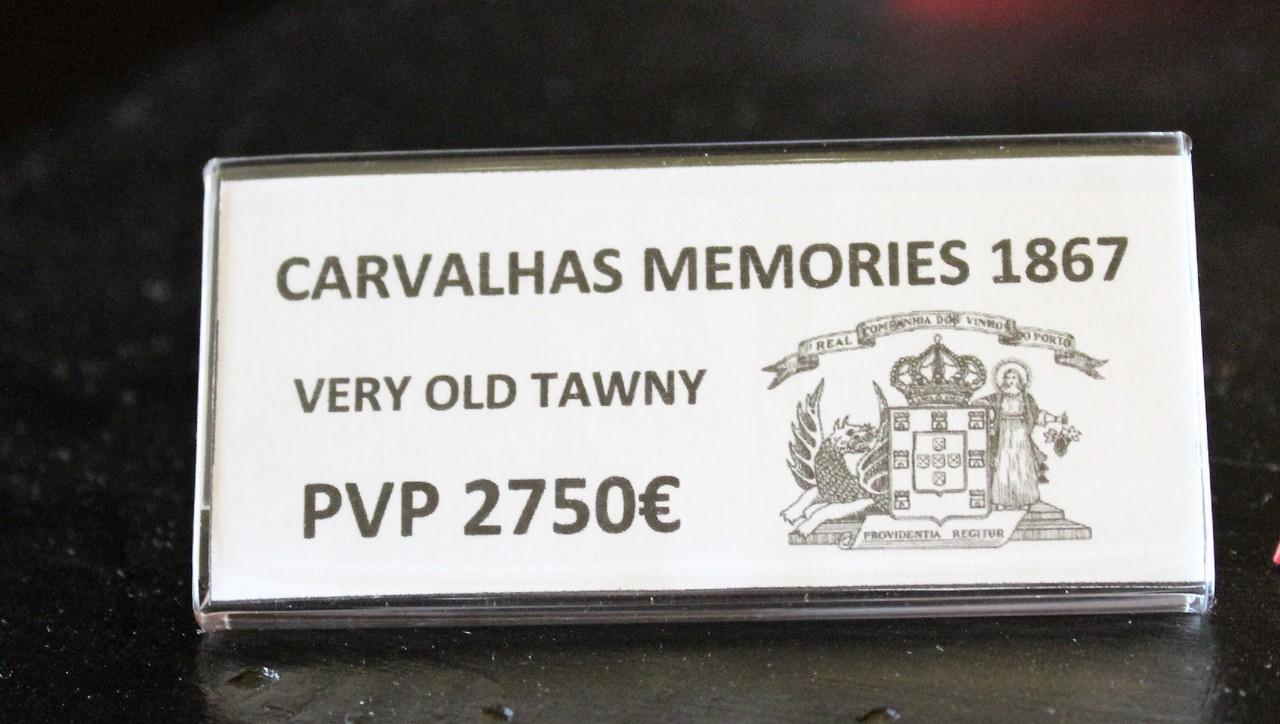 CARVALHAS MEMORIES 1867
REAL COMPANHIA DOS VINHOS DO PORTO
VERY OLD TAWNY
PVP 2750€
PROVIDENTIA REGITUR